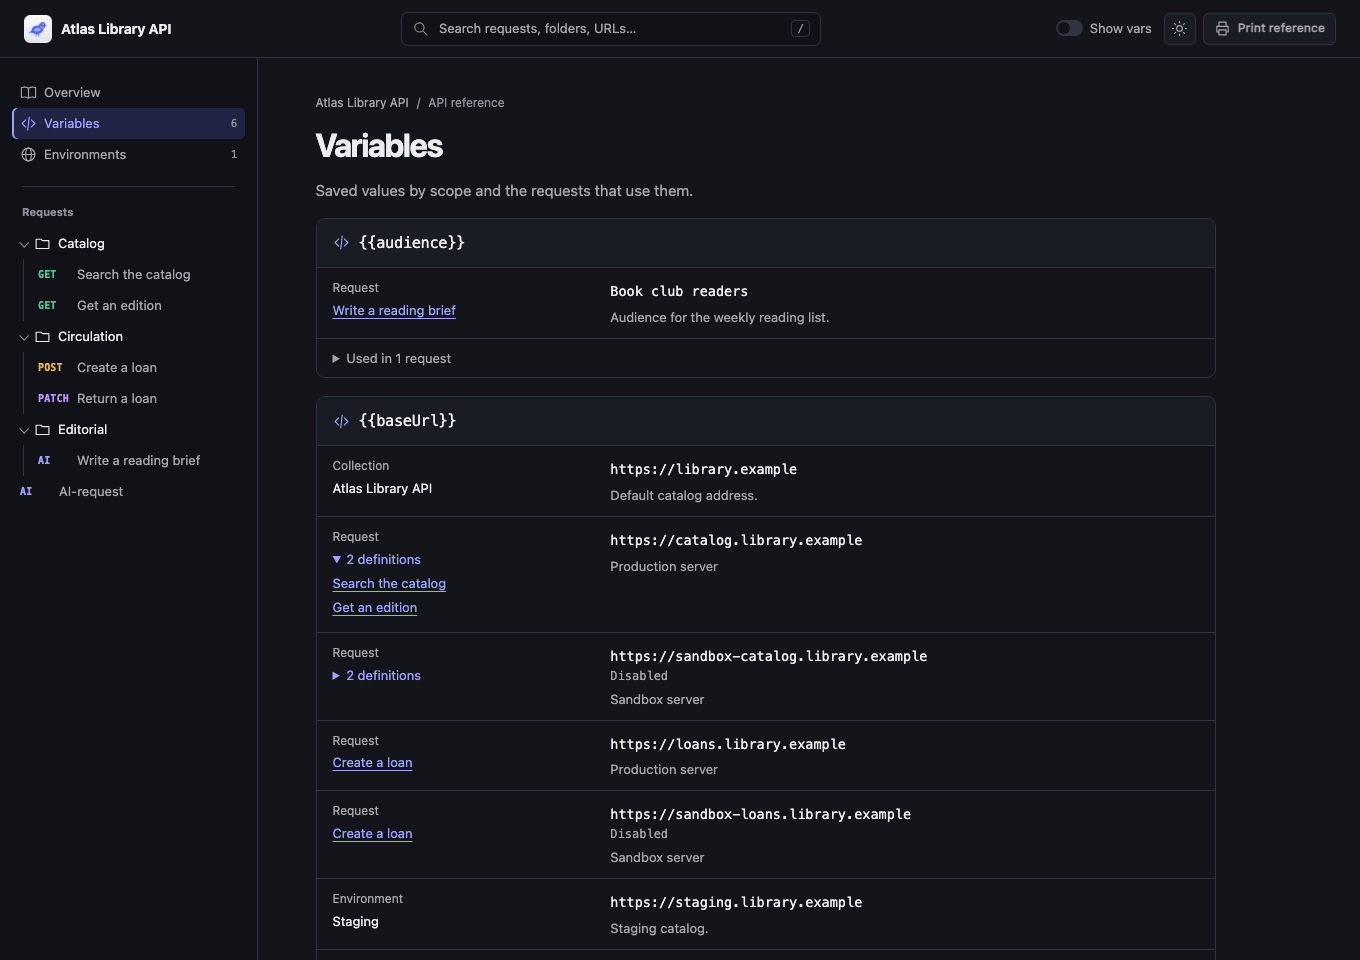 Atlas Library API
Search requests, folders, URLs...
/
Show vars
Print reference
Overview
Variables 6
Environments 1
Requests
Catalog
GET Search the catalog
GET Get an edition
Circulation
POST Create a loan
PATCH Return a loan
Editorial
AI Write a reading brief
AI AI-request
Atlas Library API / API reference
Variables
Saved values by scope and the requests that use them.
{{audience}}
Request
Write a reading brief
Book club readers
Audience for the weekly reading list.
Used in 1 request
{{baseUrl}}
Collection
Atlas Library API
https://library.example
Default catalog address.
Request
2 definitions
Search the catalog
Get an edition
https://catalog.library.example
Production server
Request
2 definitions
https://sandbox-catalog.library.example
Disabled
Sandbox server
Request
Create a loan
https://loans.library.example
Production server
Request
Create a loan
https://sandbox-loans.library.example
Disabled
Sandbox server
Environment
Staging
https://staging.library.example
Staging catalog.